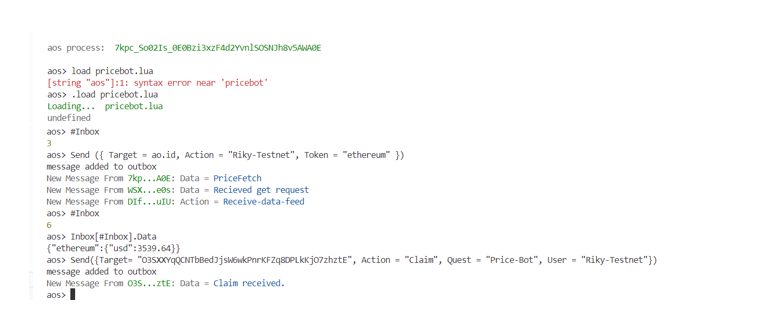 aos process:  7kpc_So02Is_0E0Bzi3xzF4d2YvnlSOSNJh8v5AWA0E
aos> load pricebot.lua
[string "aos"]:1: syntax error near 'pricebot'
aos> .load pricebot.lua
Loading...  pricebot.lua
undefined
aos> #Inbox
3
aos> Send ({ Target = ao.id, Action = "Riky-Testnet", Token = "ethereum" })
message added to outbox
New Message From 7kp...A0E: Data = PriceFetch
New Message From WSX...e0s: Data = Recieved get request
New Message From DIf...uIU: Action = Receive-data-feed
aos> #Inbox
6
aos> Inbox[#Inbox].Data
{"ethereum":{"usd":3539.64}}
aos> Send({Target= "O3SXXYqQCNTbBedJjsW6wkPnrKFZq8DPLkKjO7zhztE", Action = "Claim", Quest = "Price-Bot", User = "Riky-Testnet"})
message added to outbox
New Message From O3S...ztE: Data = Claim received.
aos>